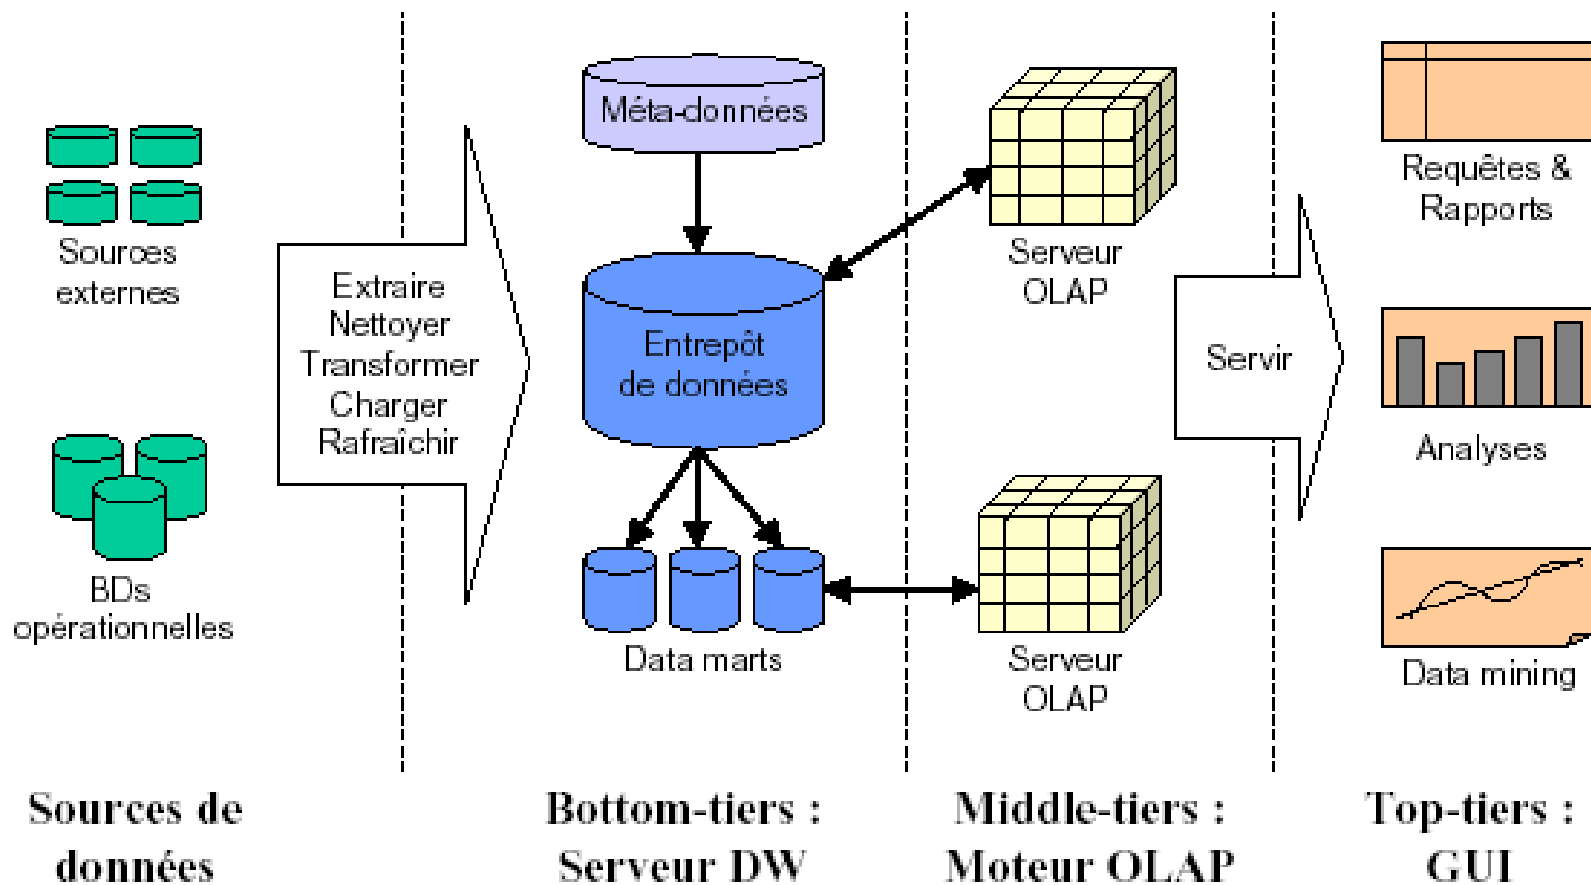 Sources
externes
BDs
opérationnelles
Extraire
Nettoyer
Transformer
Charger
Rafraîchir
Méta-données
Entrepôt
de données
Data marts
Serveur
OLAP
Serveur
OLAP
Servir
Requêtes &
Rapports
Analyses
Data mining
Sources de
données
Bottom-tiers :
Serveur DW
Middle-tiers :
Moteur OLAP
Top-tiers :
GUI